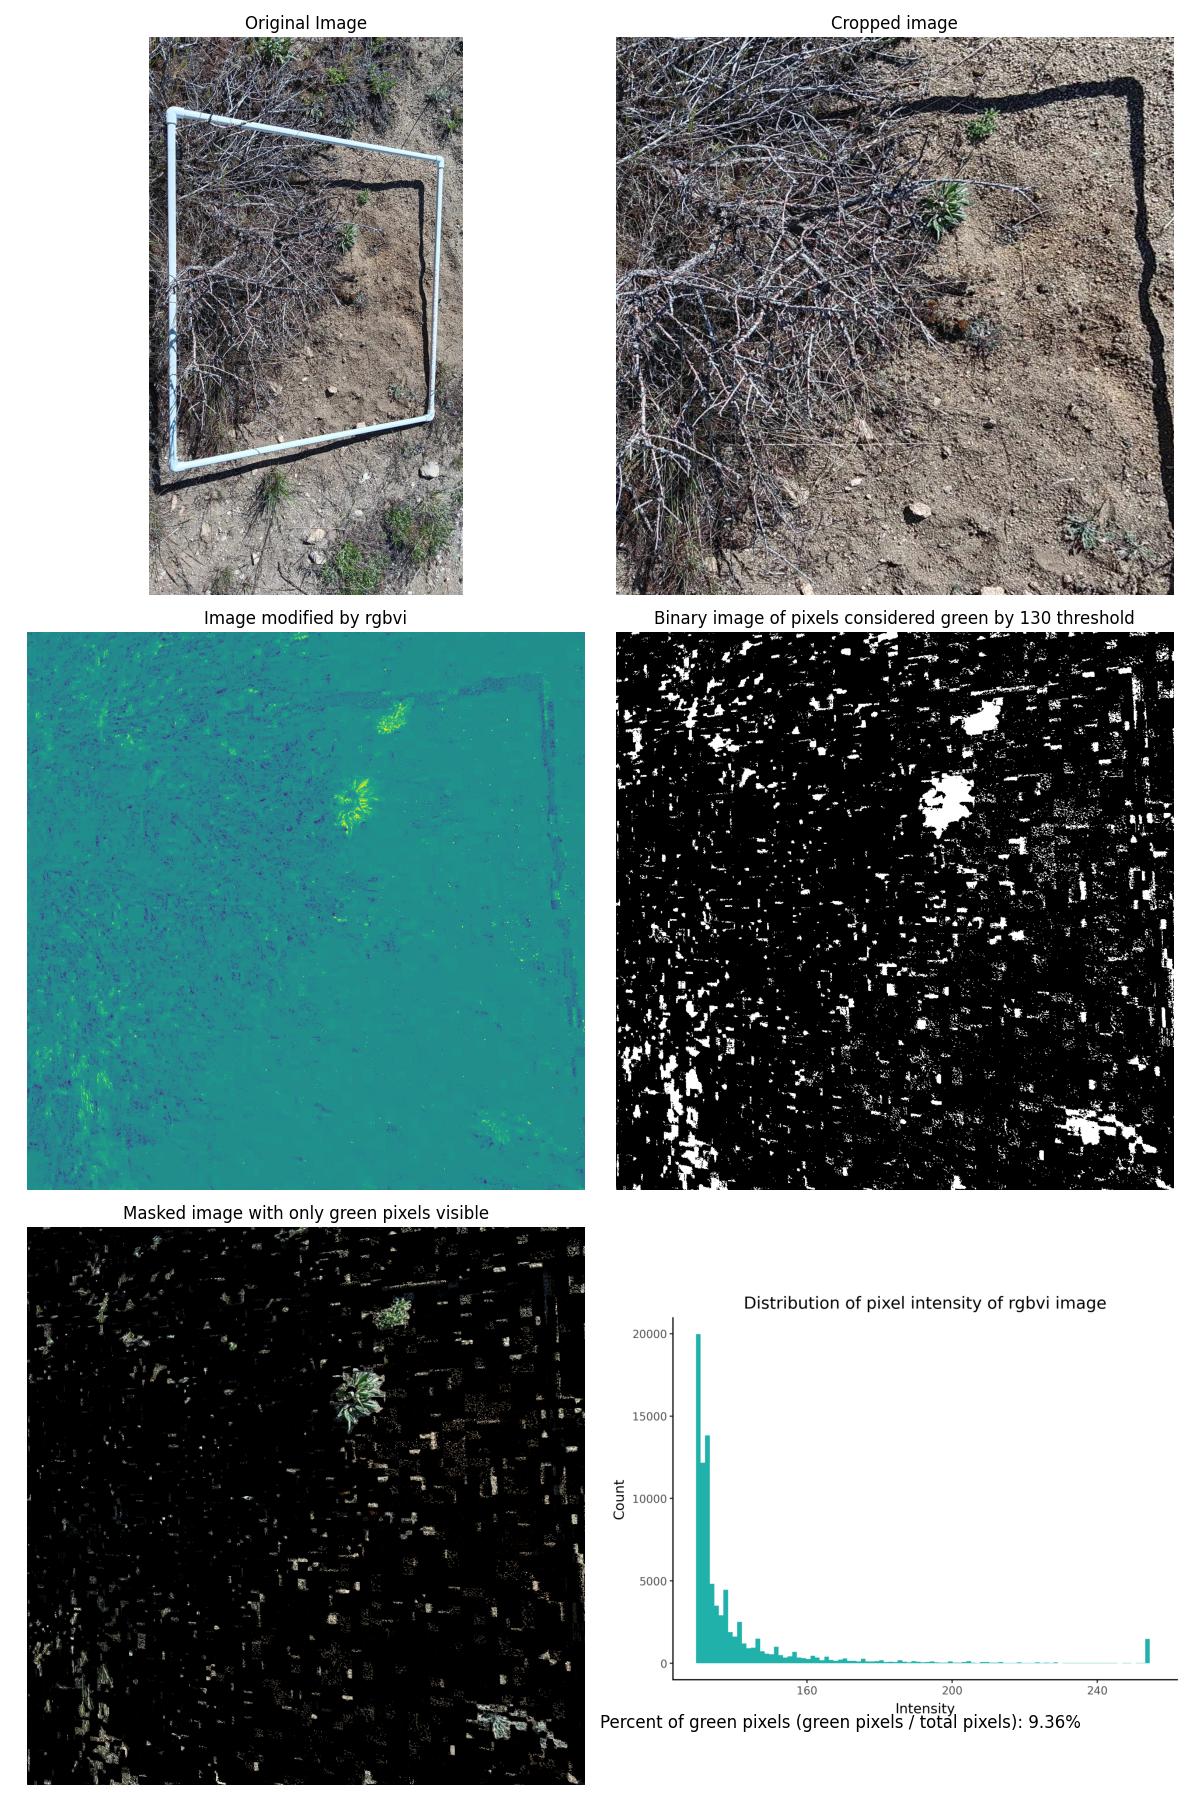 Original Image
Cropped image
Image modified by rgbvi
Binary image of pixels considered green by 130 threshold
Masked image with only green pixels visible
Distribution of pixel intensity of rgbvi image
20000
15000
10000
5000
0
Count
160
200
240
Intensity
Percent of green pixels (green pixels / total pixels): 9.36%